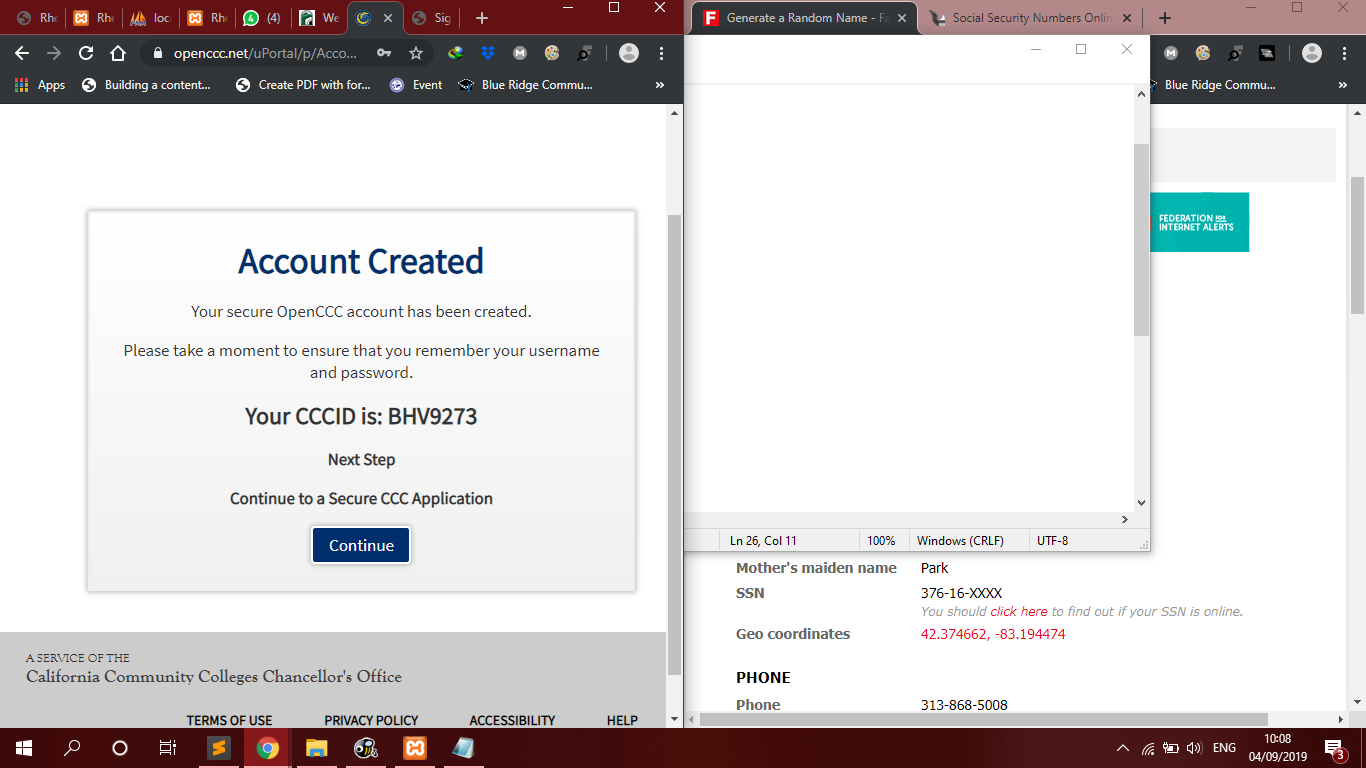 Rhe
Rhe
loca
Rho
(4)
We
Sig
openccc.net/uPortal/p/Acco...
Apps
Building a content...
Create PDF with for...
Event
Blue Ridge Commu...
»
Account Created
Your secure OpenCCC account has been created.
Please take a moment to ensure that you remember your username
and password.
Your CCCID is: BHV9273
Next Step
Continue to a Secure CCC Application
Continue
A SERVICE OF THE
California Community Colleges Chancellor's Office
TERMS OF USE
PRIVACY POLICY
ACCESSIBILITY
HELP
Generate a Random Name - Fa
Social Security Numbers Onlin
Blue Ridge Commu...
»
FEDERATION FOR
INTERNET ALERTS
Ln 26, Col 11
100%
Windows (CRLF)
UTF-8
Mother's maiden name Park
SSN 376-16-XXXX
You should click here to find out if your SSN is online.
Geo coordinates 42.374662, -83.194474
PHONE
Phone 313-868-5008
ENG
10:08
04/09/2019
3